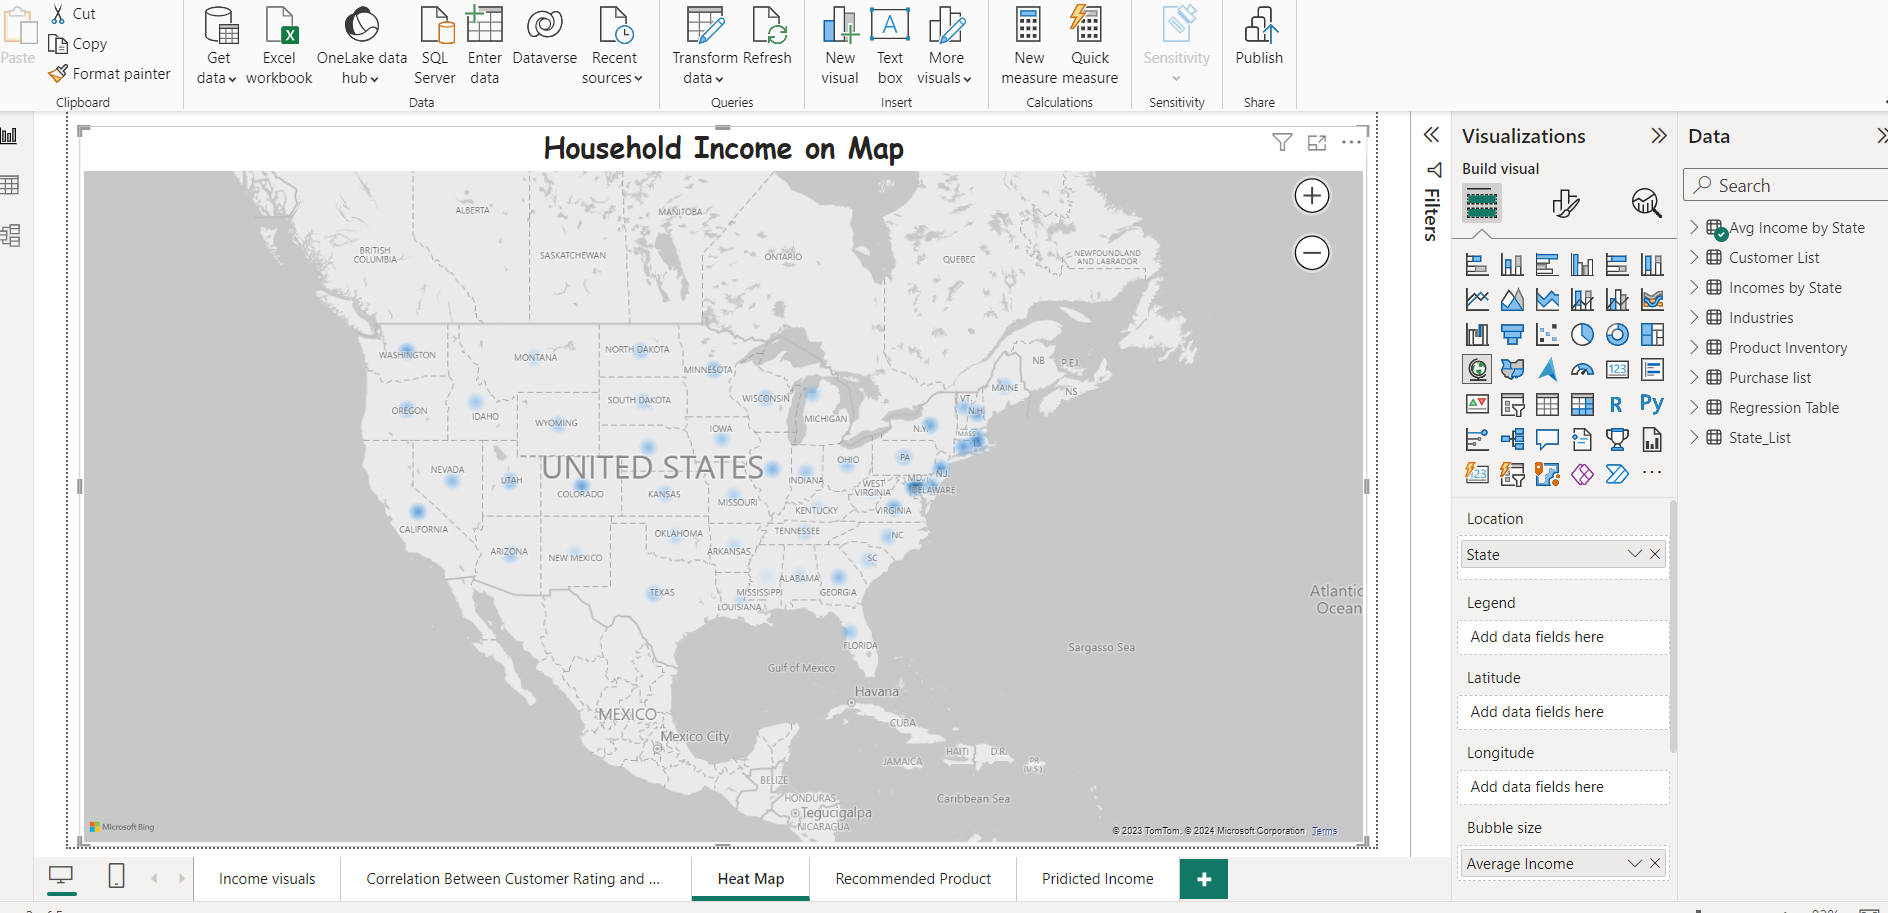 Paste
Cut
Copy
Format painter
Clipboard
Get data
Excel workbook
OneLake data hub
SQL Server
Enter data
Dataverse
Recent sources
Data
Transform data
Refresh
Queries
New visual
Text box
More visuals
Insert
New measure
Quick measure
Calculations
Sensitivity
Sensitivity
Publish
Share
Household Income on Map
ALBERTA
MANITOBA
BRITISH COLUMBIA
SASKATCHEWAN
ONTARIO
QUEBEC
NEWFOUNDLAND AND LABRADOR
WASHINGTON
MONTANA
NORTH DAKOTA
MINNESOTA
NB
P.E.I.
NS
MAINE
OREGON
IDAHO
WYOMING
SOUTH DAKOTA
WISCONSIN
MICHIGAN
VT.
N.H.
N.Y.
MASS
IOWA
NEVADA
UTAH
UNITED STATES
COLORADO
KANSAS
MISSOURI
INDIANA
OHIO
PA
N.J.
MD.
DELAWARE
WEST VIRGINIA
VIRGINIA
KENTUCKY
CALIFORNIA
ARIZONA
NEW MEXICO
OKLAHOMA
ARKANSAS
TENNESSEE
NC
SC
TEXAS
LOUISIANA
MISSISSIPPI
ALABAMA
GEORGIA
FLORIDA
Atlantic Ocean
Sargasso Sea
Gulf of Mexico
Havana
CUBA
MEXICO
Mexico City
JAMAICA
HAITI
D.R.
PR (U.S.)
BELIZE
HONDURAS
Tegucigalpa
NICARAGUA
Caribbean Sea
Microsoft Bing
© 2023 TomTom, © 2024 Microsoft Corporation Terms
Filters
Visualizations
Build visual
123
R
Py
123
Location
State
Legend
Add data fields here
Latitude
Add data fields here
Longitude
Add data fields here
Bubble size
Average Income
Data
Search
Avg Income by State
Customer List
Incomes by State
Industries
Product Inventory
Purchase list
Regression Table
State_List
Income visuals
Correlation Between Customer Rating and ...
Heat Map
Recommended Product
Pridicted Income